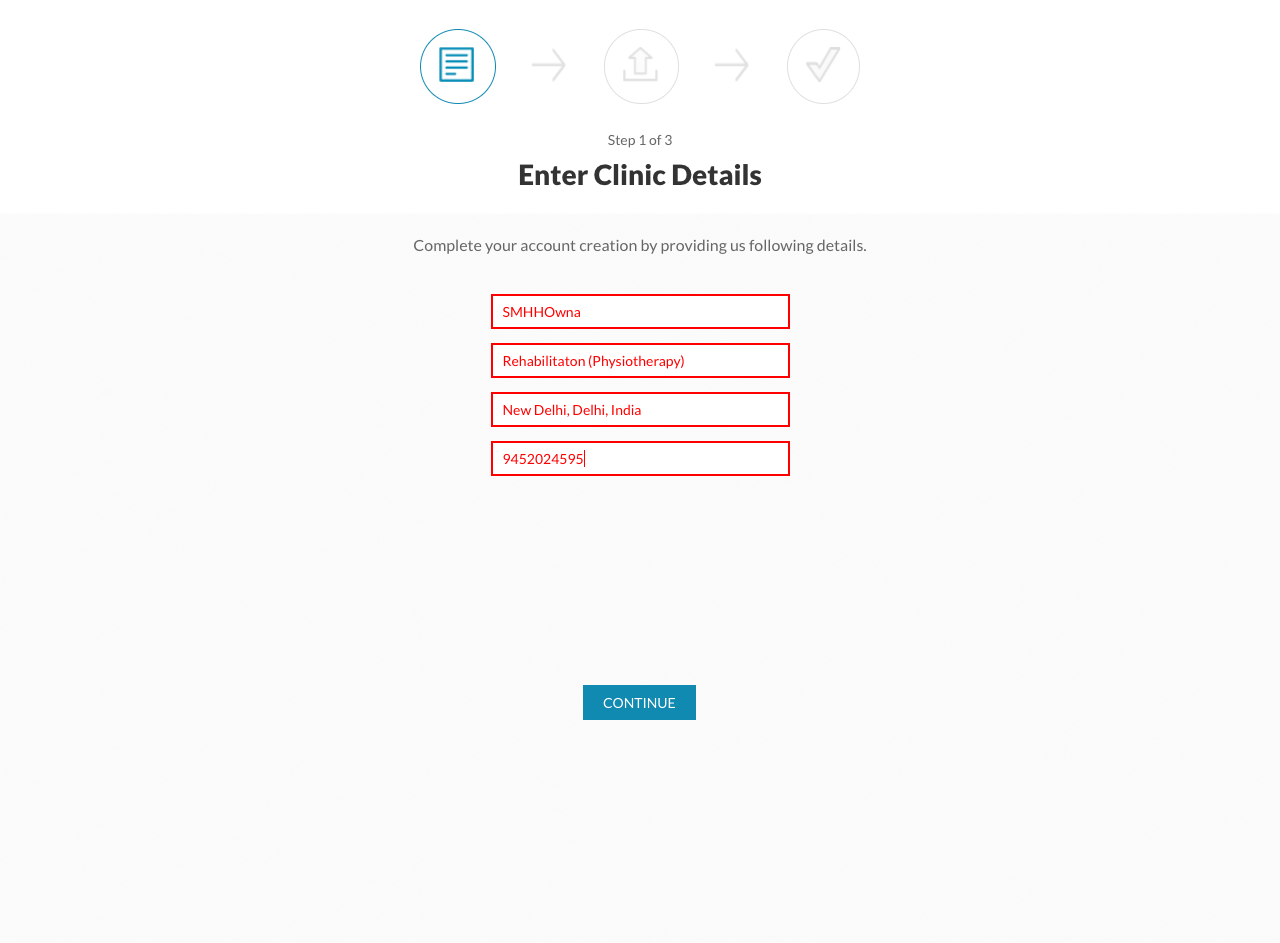 Step 1 of 3
Enter Clinic Details
Complete your account creation by providing us following details.
SMHHOwna
Rehabilitaton (Physiotherapy)
New Delhi, Delhi, India
9452024595
CONTINUE